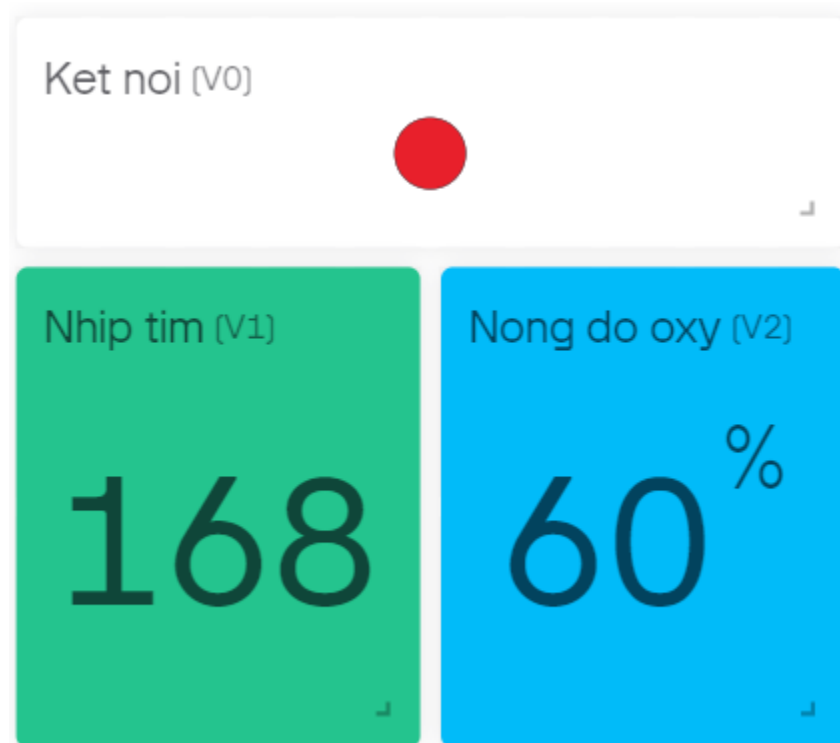 Ket noi (V0)
Nhip tim (V1)
Nong do oxy (V2)
168
60%